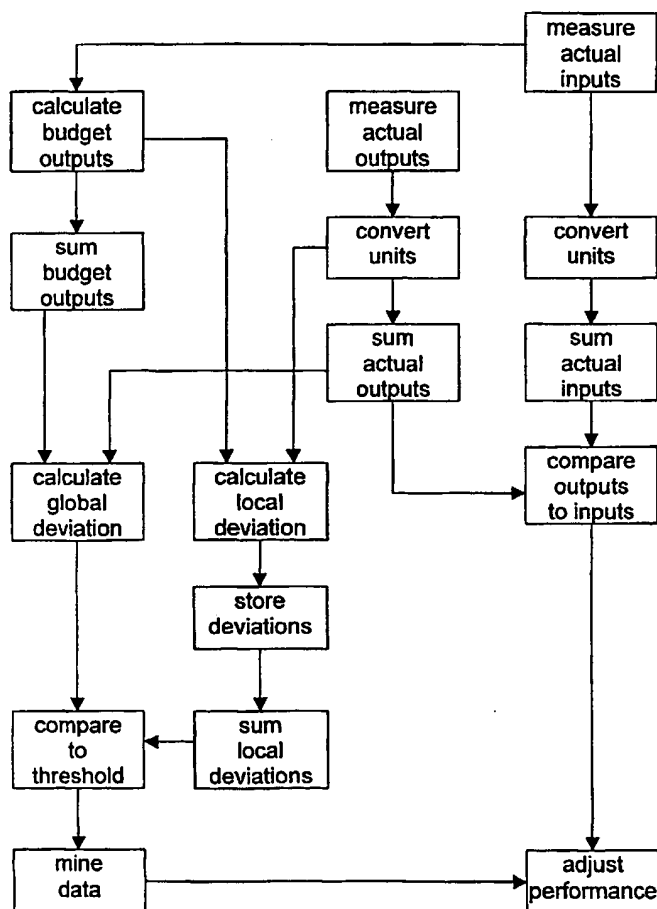 measure
actual
inputs
calculate
budget
outputs
measure
actual
outputs
sum
budget
outputs
convert
units
convert
units
sum
actual
outputs
sum
actual
inputs
calculate
global
deviation
calculate
local
deviation
compare
outputs
to inputs
store
deviations
compare
to
threshold
sum
local
deviations
mine
data
adjust
performance